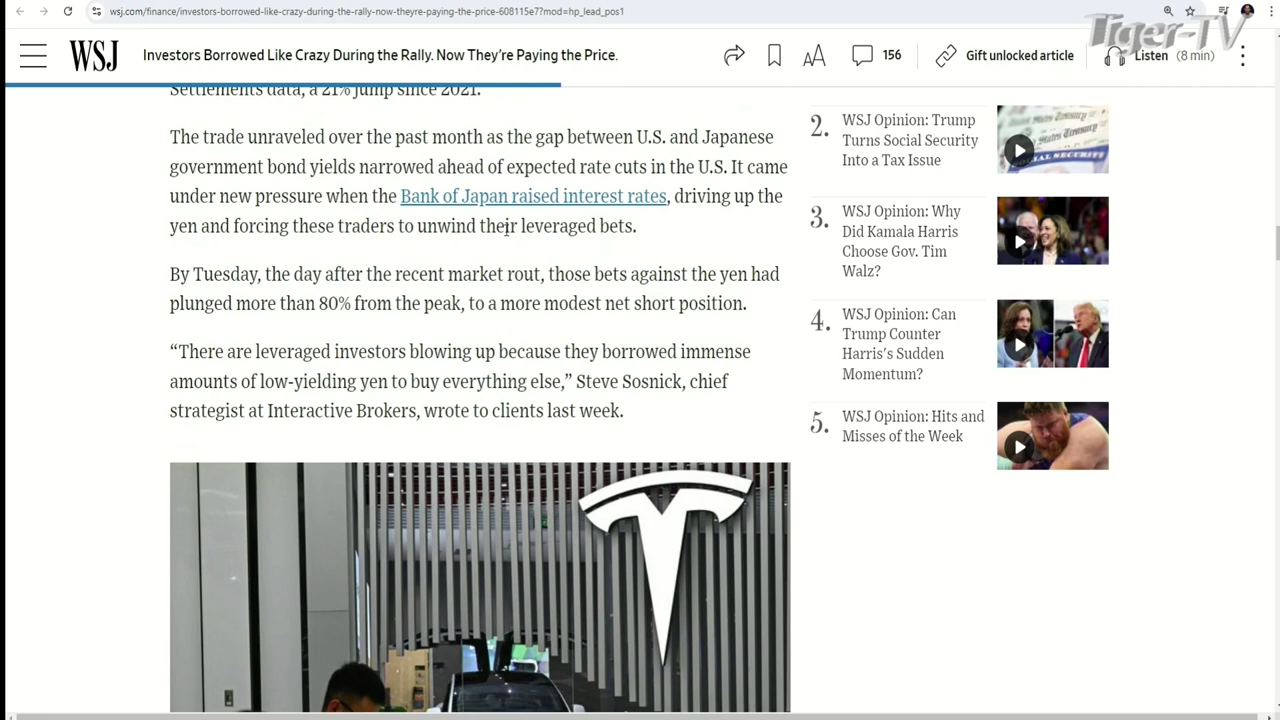 wsj.com/finance/investors-borrowed-like-crazy-during-the-rally-now-theyre-paying-the-price-608115e7?mod=hp_lead_pos1
Tiger-TV
WSJ
Investors Borrowed Like Crazy During the Rally. Now They're Paying the Price.
AA
156
Gift unlocked article
Listen (8 min)
Settlements data, a 21% jump since 2021.
The trade unraveled over the past month as the gap between U.S. and Japanese
government bond yields narrowed ahead of expected rate cuts in the U.S. It came
under new pressure when the Bank of Japan raised interest rates, driving up the
yen and forcing these traders to unwind their leveraged bets.
By Tuesday, the day after the recent market rout, those bets against the yen had
plunged more than 80% from the peak, to a more modest net short position.
“There are leveraged investors blowing up because they borrowed immense
amounts of low-yielding yen to buy everything else,” Steve Sosnick, chief
strategist at Interactive Brokers, wrote to clients last week.
2.
WSJ Opinion: Trump
Turns Social Security
Into a Tax Issue
SOCIAL SECURITY
3.
WSJ Opinion: Why
Did Kamala Harris
Choose Gov. Tim
Walz?
4.
WSJ Opinion: Can
Trump Counter
Harris's Sudden
Momentum?
5.
WSJ Opinion: Hits and
Misses of the Week